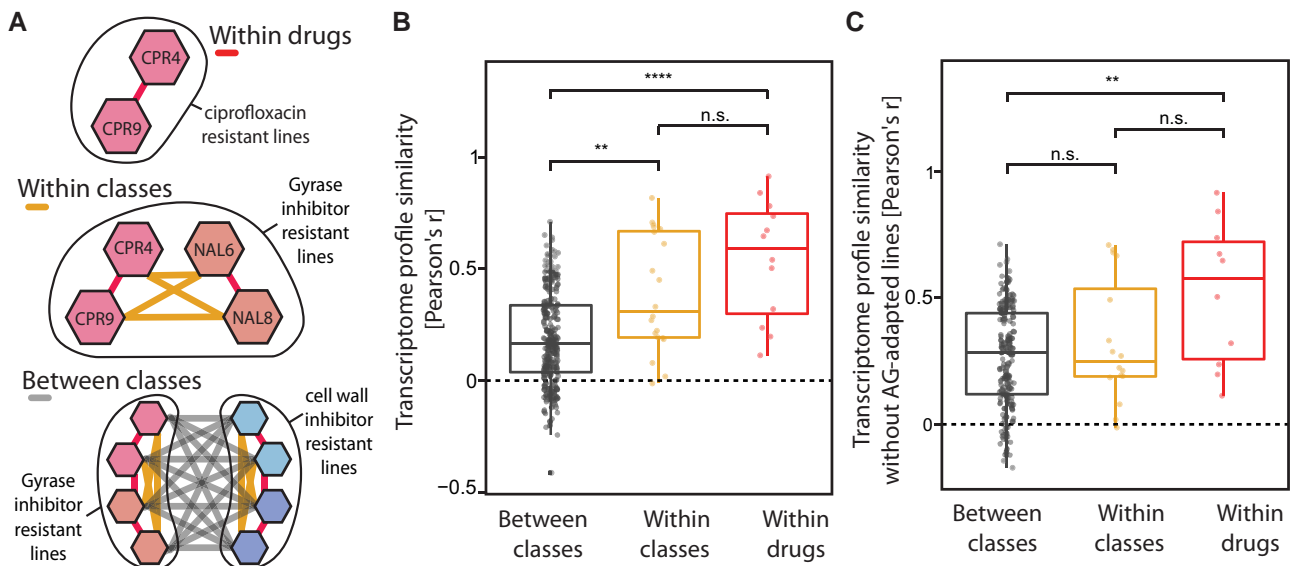 A
Within drugs
CPR4
CPR9
ciprofloxacin
resistant lines
Within classes
Gyrase
inhibitor
resistant
lines
CPR4
NAL6
CPR9
NAL8
Between classes
cell wall
inhibitor
resistant
lines
Gyrase
inhibitor
resistant
lines
B
Transcriptome profile similarity
[Pearson's r]
****
n.s.
**
1
0.5
0
−0.5
Between
classes
Within
classes
Within
drugs
C
Transcriptome profile similarity
without AG-adapted lines [Pearson's r]
**
n.s.
n.s.
1
0.5
0
Between
classes
Within
classes
Within
drugs